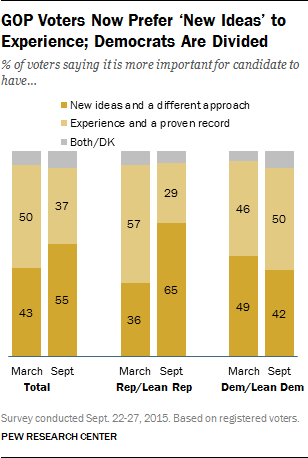 GOP Voters Now Prefer ‘New Ideas’ to
Experience; Democrats Are Divided
% of voters saying it is more important for candidate to
have...
New ideas and a different approach
Experience and a proven record
Both/DK
50 37 57 29 46 50
43 55 36 65 49 42
March Sept March Sept March Sept
Total Rep/Lean Rep Dem/Lean Dem
Survey conducted Sept. 22-27, 2015. Based on registered voters.
PEW RESEARCH CENTER